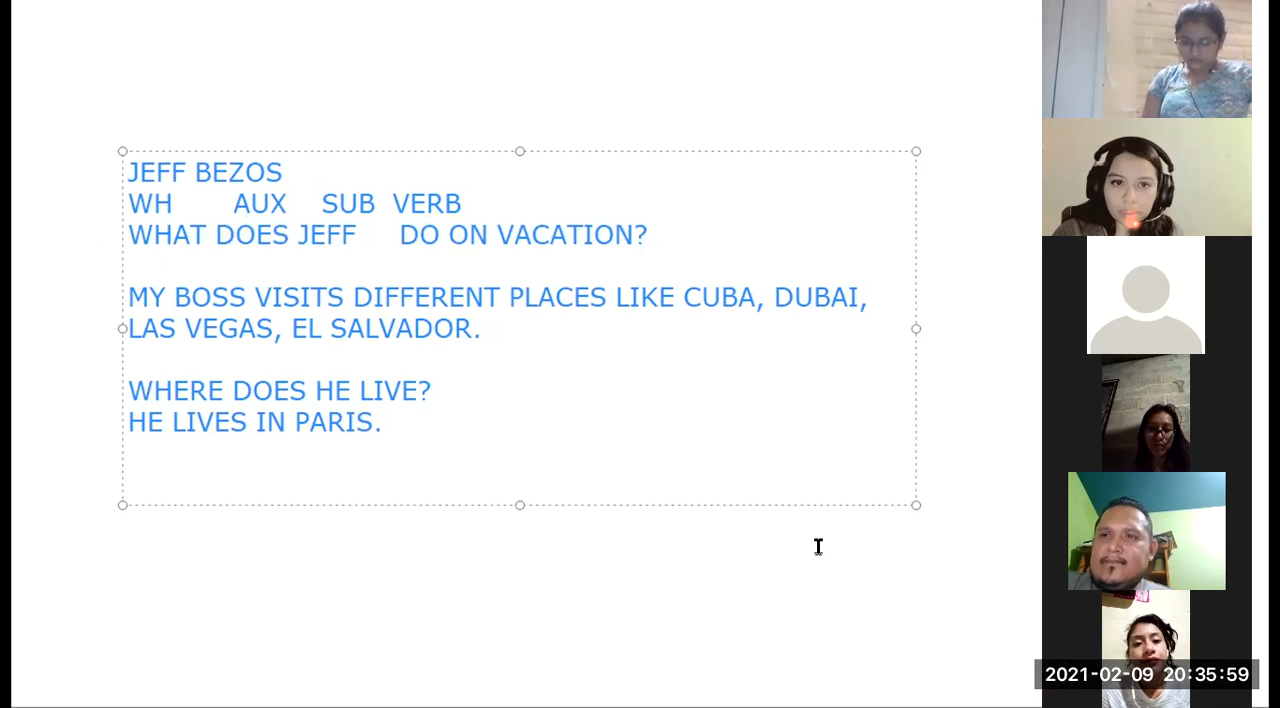 JEFF BEZOS
WH AUX SUB VERB
WHAT DOES JEFF DO ON VACATION?
MY BOSS VISITS DIFFERENT PLACES LIKE CUBA, DUBAI,
LAS VEGAS, EL SALVADOR.
WHERE DOES HE LIVE?
HE LIVES IN PARIS.
2021-02-09 20:35:59